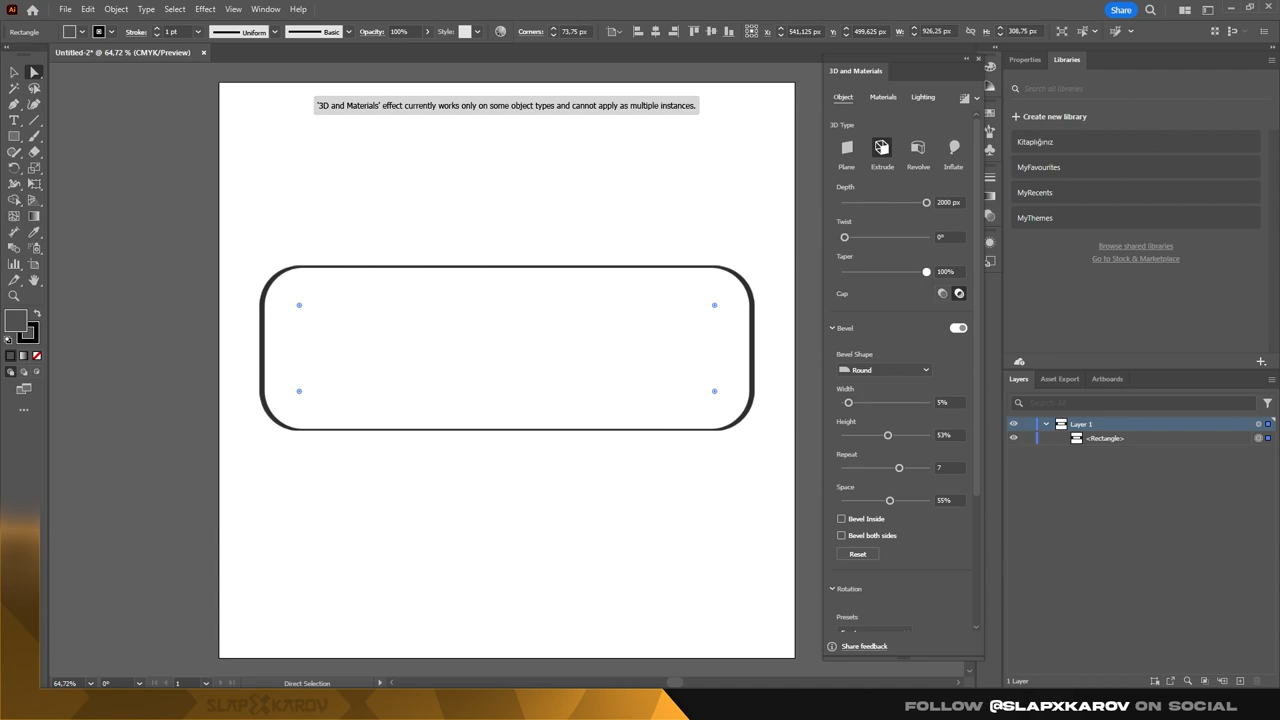 Ai File Edit Object Type Select Effect View Window Help Share
Rectangle Stroke: 1 pt Uniform Basic Opacity: 100% Style: Corners: 73,75 px X: 541,125 px Y: 499,625 px W: 926,25 px H: 308,75 px
Untitled-2* @ 64,72 % (CMYK/Preview) ×
'3D and Materials' effect currently works only on some object types and cannot apply as multiple instances.
3D and Materials
Object Materials Lighting
3D Type
Plane Extrude Revolve Inflate
Depth
2000 px
Twist
0°
Taper
100%
Cap
Bevel
Bevel Shape
Round
Width
5%
Height
53%
Repeat
7
Space
55%
Bevel Inside
Bevel both sides
Reset
Rotation
Presets
Share feedback
Properties Libraries
Search all libraries
Create new library
Kitaplığınız
MyFavourites
MyRecents
MyThemes
Browse shared libraries
Go to Stock & Marketplace
Layers Asset Export Artboards
Search All
Layer 1
<Rectangle>
1 Layer
64,72% 0° 1 Direct Selection
SLAPXKAROV
FOLLOW @SLAPXKAROV ON SOCIAL